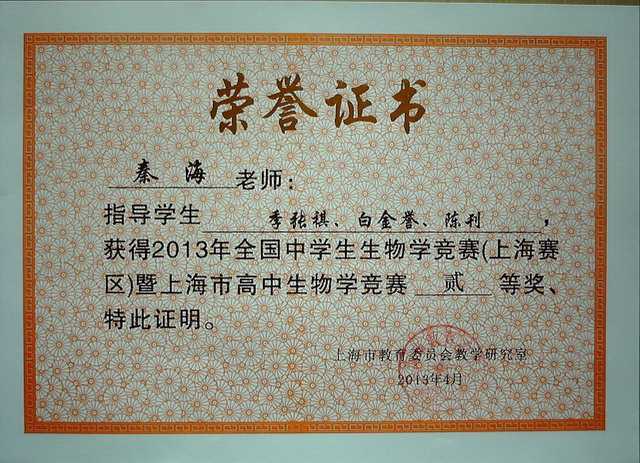 荣誉证书
秦 海 老师：
指导学生 李张祺、白金誉、陈刊 ，
获得2013年全国中学生生物学竞赛(上海赛
区)暨上海市高中生物学竞赛 贰 等奖、
特此证明。
上海市教育委员会教学研究室
2013年4月